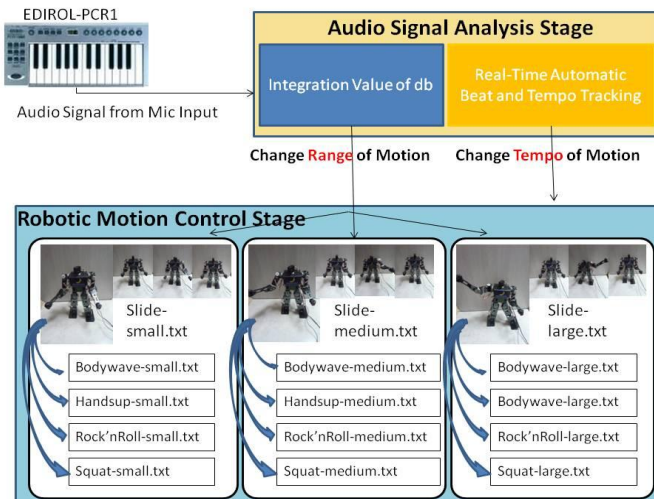 EDIROL-PCR1
Audio Signal from Mic Input
Audio Signal Analysis Stage
Integration Value of db
Real-Time Automatic
Beat and Tempo Tracking
Change Range of Motion
Change Tempo of Motion
Robotic Motion Control Stage
Slide-
small.txt
Bodywave-small.txt
Handsup-small.txt
Rock'nRoll-small.txt
Squat-small.txt
Slide-
medium.txt
Bodywave-medium.txt
Handsup-medium.txt
Rock'nRoll-medium.txt
Squat-medium.txt
Slide-
large.txt
Bodywave-large.txt
Bodywave-large.txt
Rock'nRoll-large.txt
Squat-large.txt